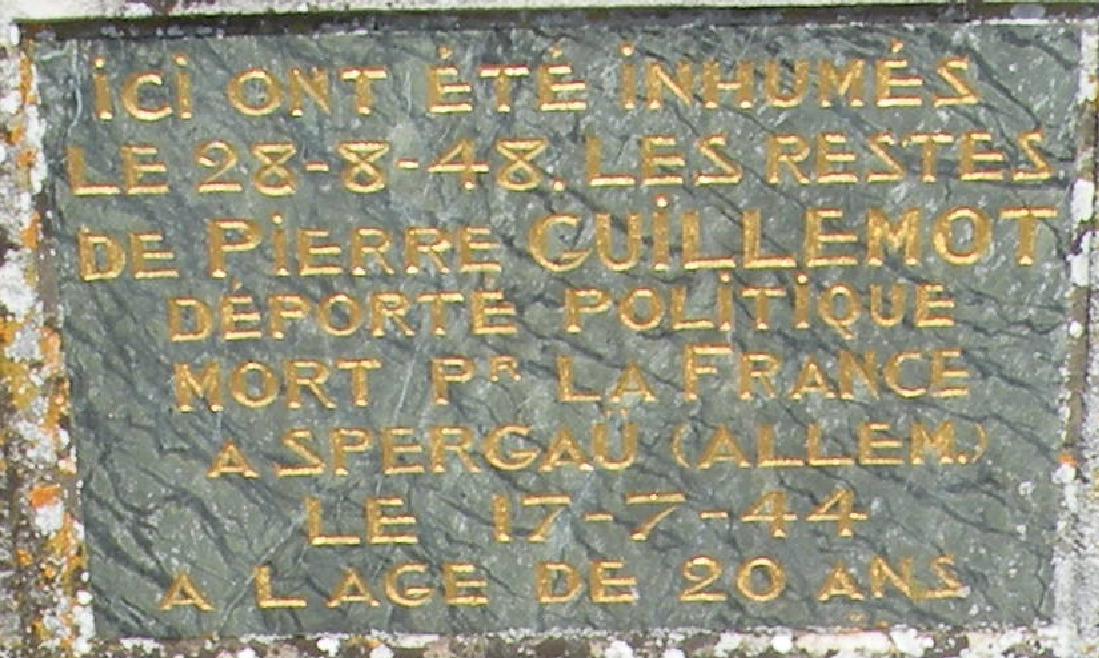 iCi ONT ÉTÉ iNHUMÉS
LE 28-8-48. LES RESTES
DE PiERRE GUiLLEMOT
DÉPORTÉ POLiTiQUE
MORT Pr LA FRANCE
A SPERGAÜ (ALLEM.)
LE 17-7-44
A L AGE DE 20 ANS